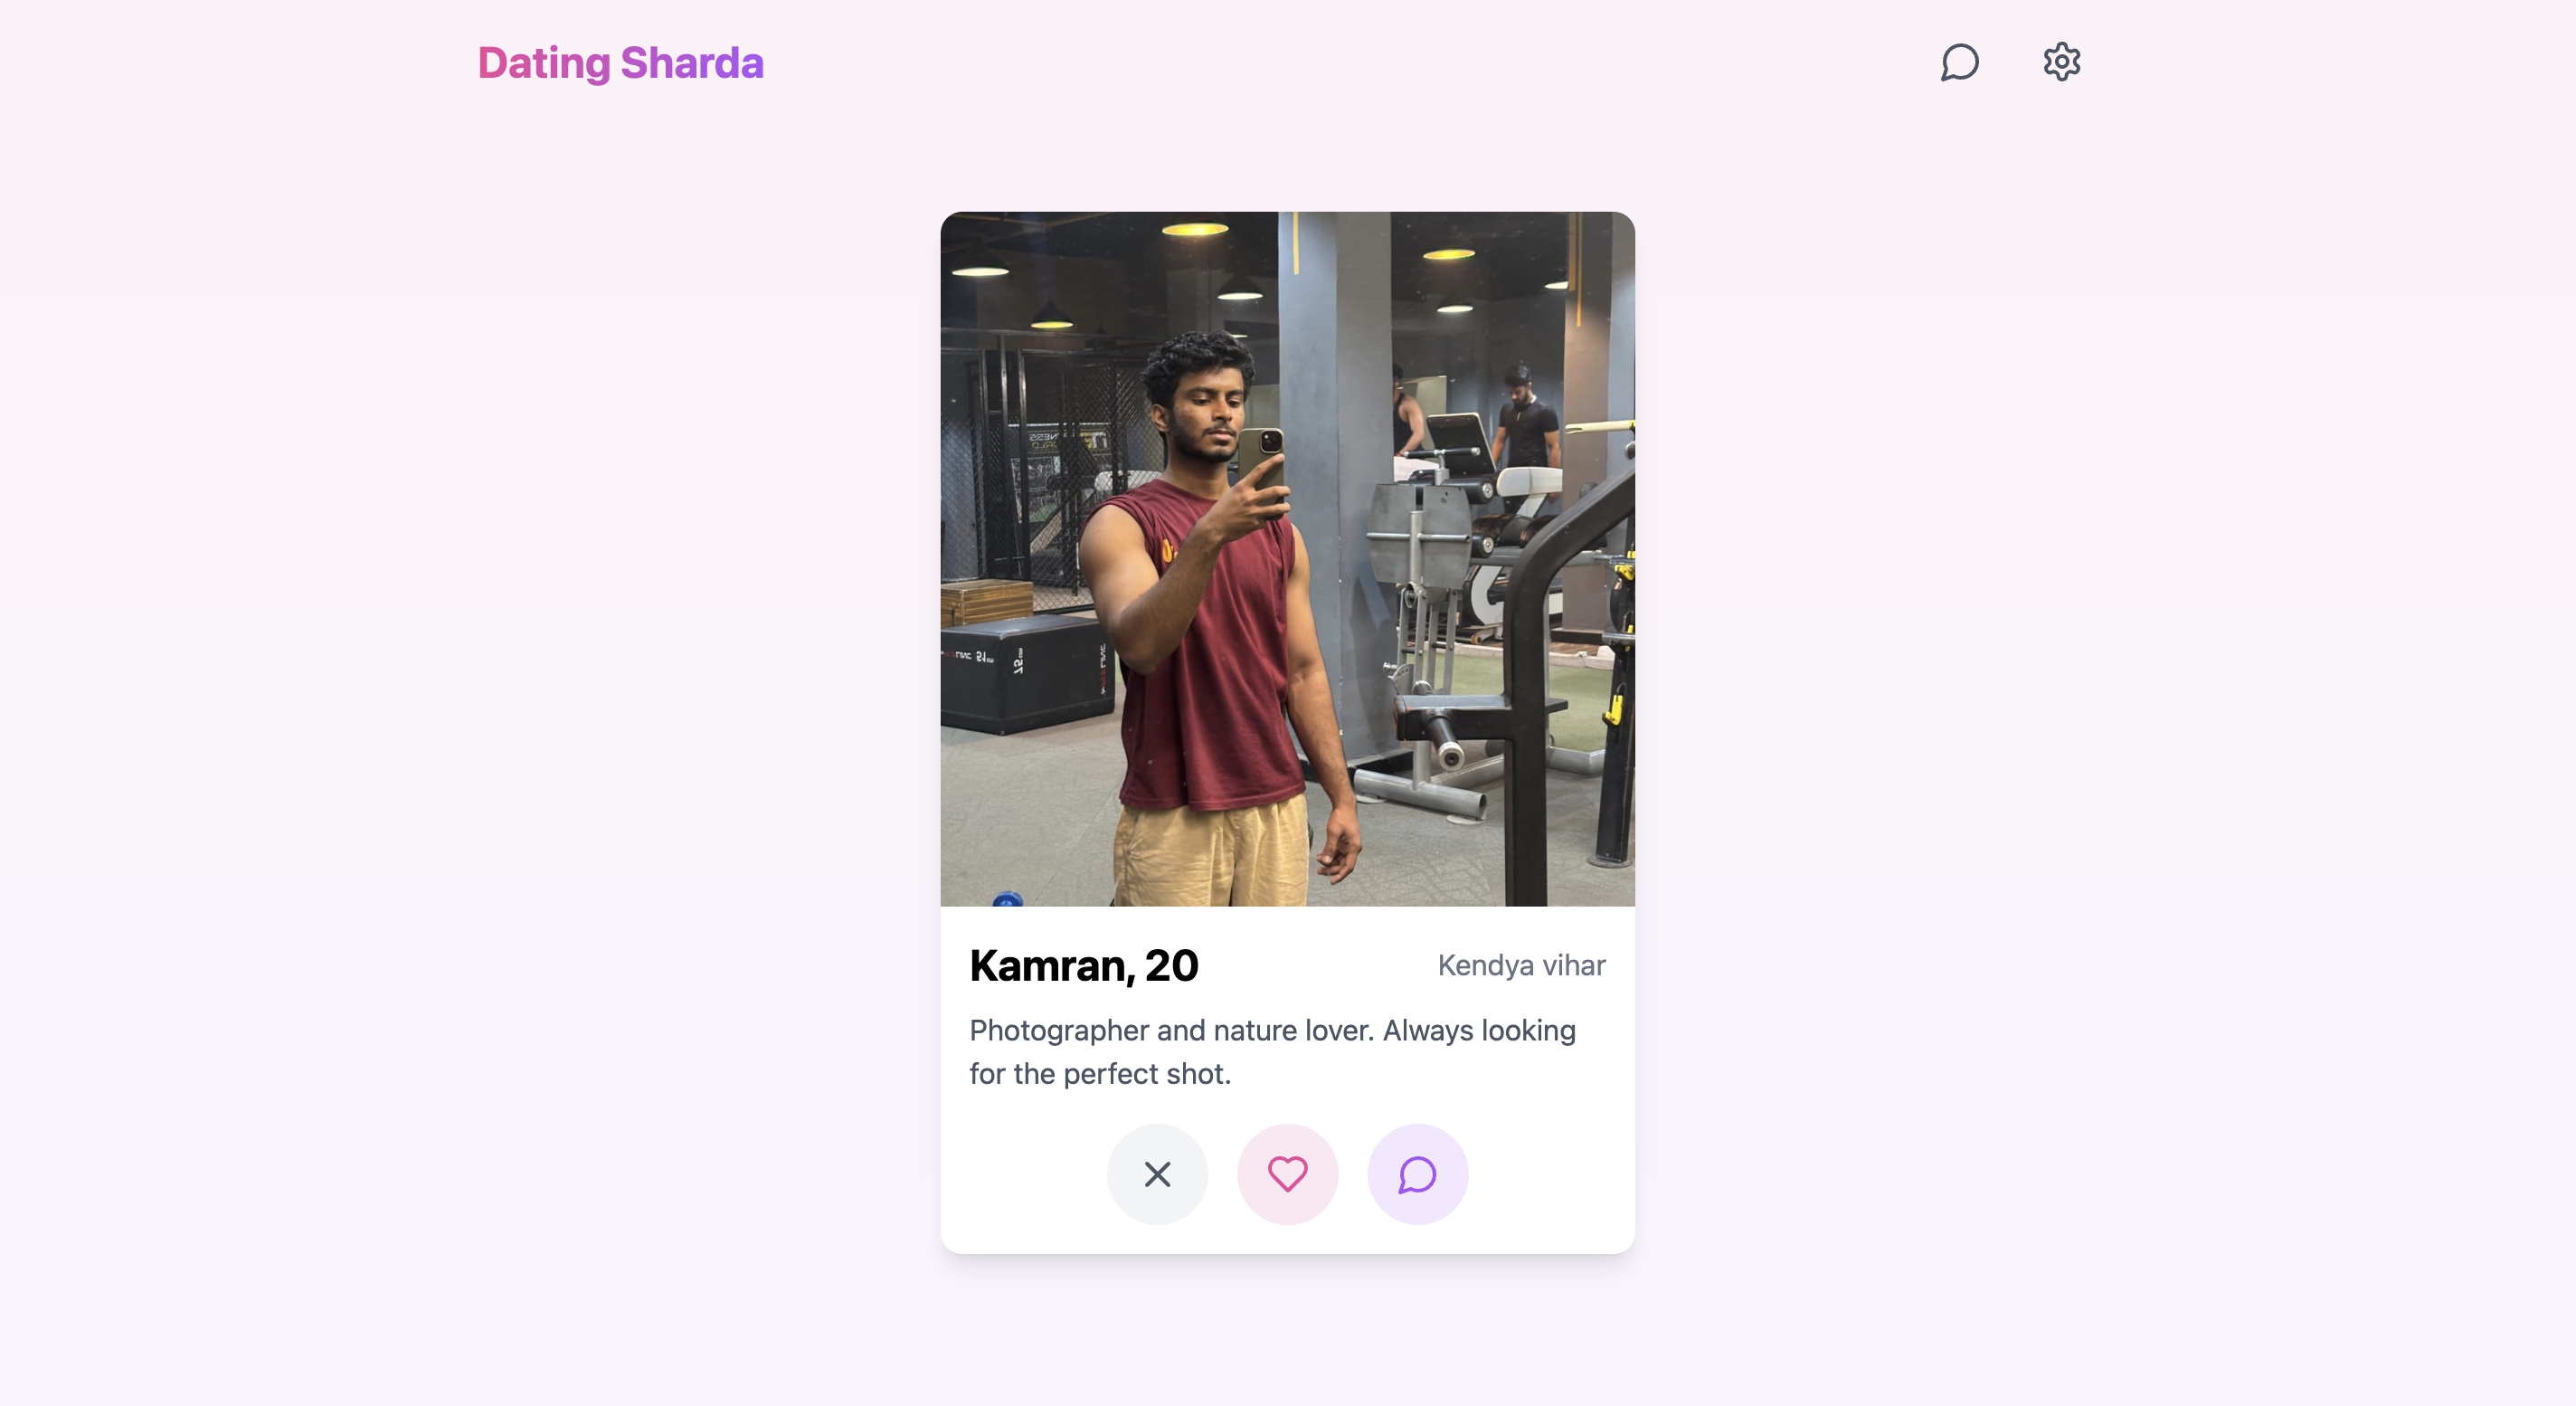 Dating Sharda
Kamran, 20
Kendya vihar
Photographer and nature lover. Always looking
for the perfect shot.